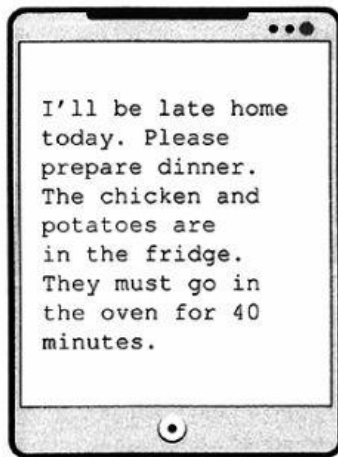 I'll be late home
today. Please
prepare dinner.
The chicken and
potatoes are
in the fridge.
They must go in
the oven for 40
minutes.